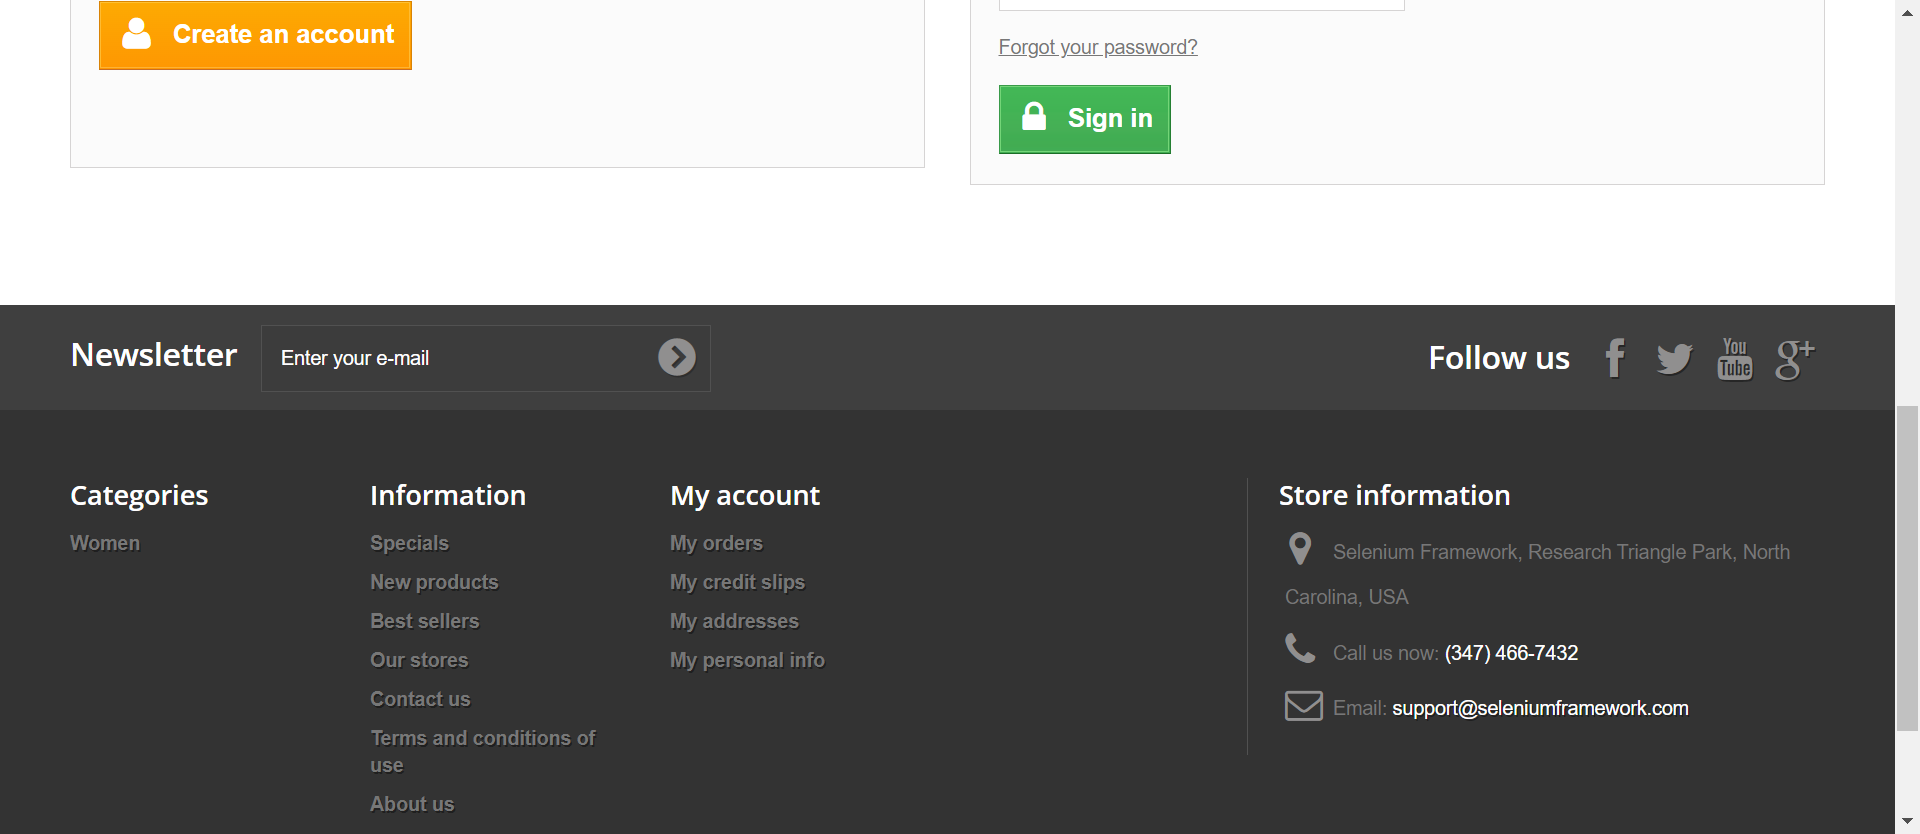 Create an account
Forgot your password?
Sign in
Newsletter
Enter your e-mail
Follow us
You
Tube
g+
Categories
Women
Information
Specials
New products
Best sellers
Our stores
Contact us
Terms and conditions of
use
About us
My account
My orders
My credit slips
My addresses
My personal info
Store information
Selenium Framework, Research Triangle Park, North
Carolina, USA
Call us now: (347) 466-7432
Email: support@seleniumframework.com